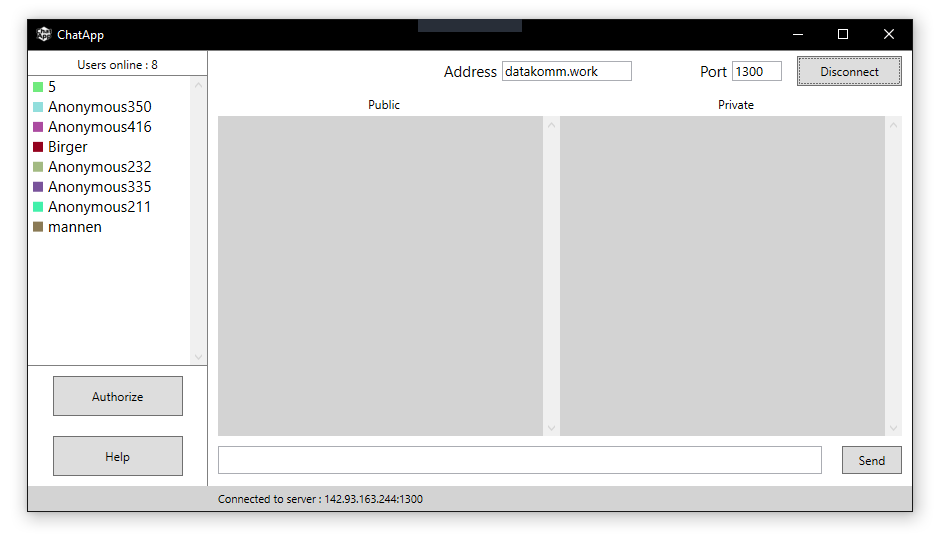 ChatApp
Users online : 8
Address datakomm.work Port 1300 Disconnect
Public Private
5
Anonymous350
Anonymous416
Birger
Anonymous232
Anonymous335
Anonymous211
mannen
Authorize
Help
Send
Connected to server : 142.93.163.244:1300